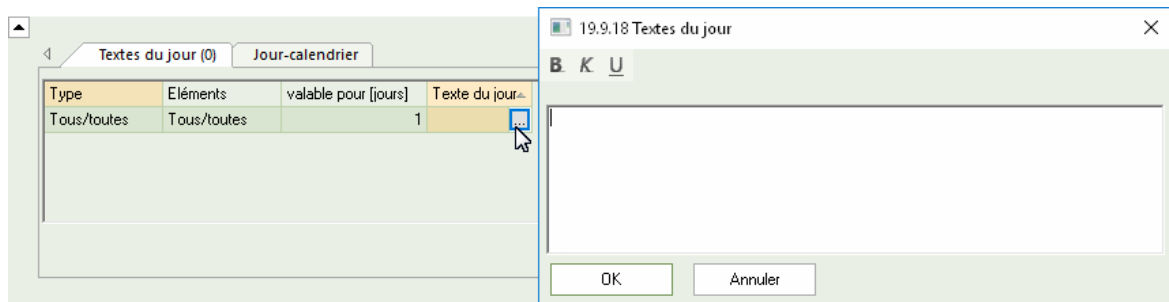 Textes du jour (0) Jour-calendrier
Type Eléments valable pour [jours] Texte du jour
Tous/toutes Tous/toutes 1 ...
19.9.18 Textes du jour
B K U
OK Annuler